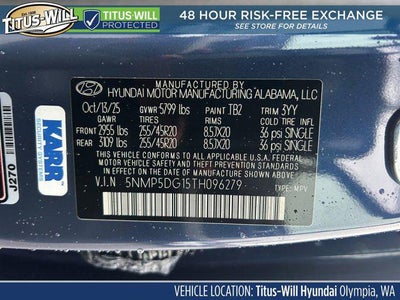 TITUS-WILL
TITUS-WILL
PROTECTED
48 HOUR RISK-FREE EXCHANGE
SEE STORE FOR DETAILS
MANUFACTURED BY
HYUNDAI MOTOR MANUFACTURING ALABAMA, LLC
Oct/13/25 GVWR 5799 lbs PAINT TB2 TRIM 3YY
GAWR TIRE RIM COLD TIRE INFL
FRONT 2955 lbs 255/45R20 8.5JX20 36 psi SINGLE
REAR 3109 lbs 255/45R20 8.5JX20 36 psi SINGLE
THIS VEHICLE CONFORMS TO ALL APPLICABLE FEDERAL
MOTOR VEHICLE SAFETY AND THEFT PREVENTION STANDARDS
IN EFFECT ON THE DATE OF MANUFACTURE SHOWN ABOVE.
V.I.N 5NMP5DG15TH096279 TYPE: MPV
KARR
SECURITY SYSTEMS
J270
VEHICLE LOCATION: Titus-Will Hyundai Olympia, WA